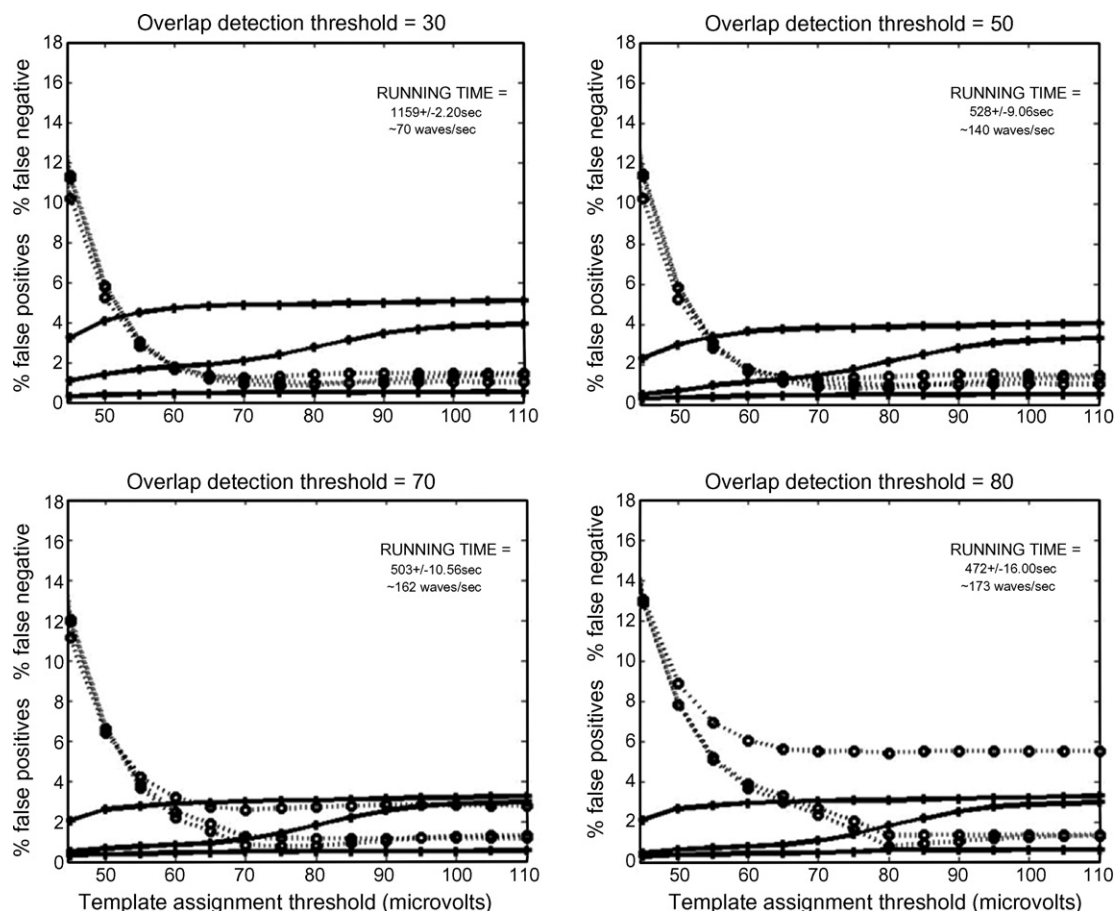 Overlap detection threshold = 30
% false positives % false negative
18
16
14
12
10
8
6
4
2
0
RUNNING TIME =
1159+/-2.20sec
~70 waves/sec
50 60 70 80 90 100 110
Overlap detection threshold = 50
% false positives % false negative
18
16
14
12
10
8
6
4
2
0
RUNNING TIME =
528+/-9.06sec
~140 waves/sec
50 60 70 80 90 100 110
Overlap detection threshold = 70
% false positives % false negative
18
16
14
12
10
8
6
4
2
0
RUNNING TIME =
503+/-10.56sec
~162 waves/sec
50 60 70 80 90 100 110
Template assignment threshold (microvolts)
Overlap detection threshold = 80
% false positives % false negative
18
16
14
12
10
8
6
4
2
0
RUNNING TIME =
472+/-16.00sec
~173 waves/sec
50 60 70 80 90 100 110
Template assignment threshold (microvolts)